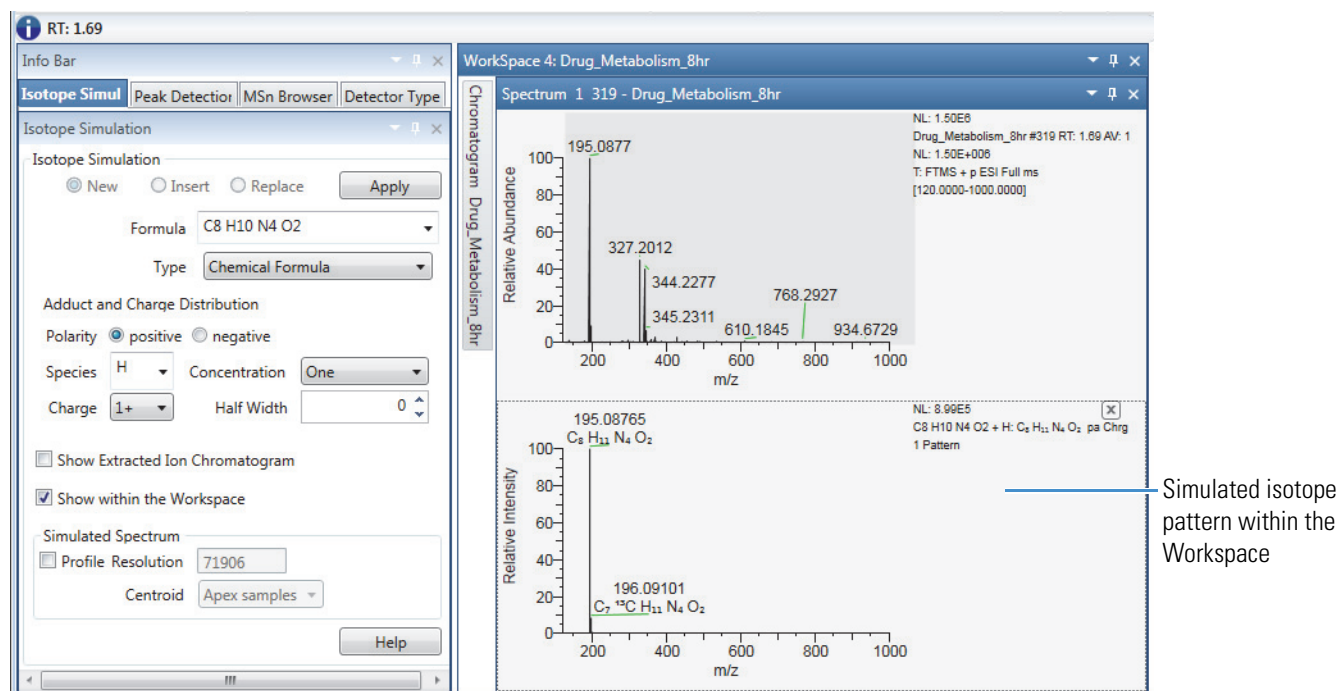 RT: 1.69
Info Bar
Isotope Simul Peak Detection MSn Browser Detector Type
Isotope Simulation
Isotope Simulation
New Insert Replace Apply
Formula C8 H10 N4 O2
Type Chemical Formula
Adduct and Charge Distribution
Polarity positive negative
Species H Concentration One
Charge 1+ Half Width 0
Show Extracted Ion Chromatogram
Show within the Workspace
Simulated Spectrum
Profile Resolution 71906
Centroid Apex samples
Help
WorkSpace 4: Drug_Metabolism_8hr
Chromatogram Drug_Metabolism_8hr
Spectrum 1 319 - Drug_Metabolism_8hr
NL: 1.50E6
Drug_Metabolism_8hr #319 RT: 1.69 AV: 1
NL: 1.50E+006
T: FTMS + p ESI Full ms
[120.0000-1000.0000]
Relative Abundance
100
80
60
40
20
0
195.0877
327.2012
344.2277
345.2311
610.1845
768.2927
934.6729
200 400 600 800 1000
m/z
NL: 8.99E5
C8 H10 N4 O2 + H: C₈ H₁₁ N₄ O₂ pa Chrg
1 Pattern
Relative Intensity
100
80
60
40
20
0
195.08765
C₈ H₁₁ N₄ O₂
196.09101
C₇ ¹³C H₁₁ N₄ O₂
200 400 600 800 1000
m/z
Simulated isotope
pattern within the
Workspace